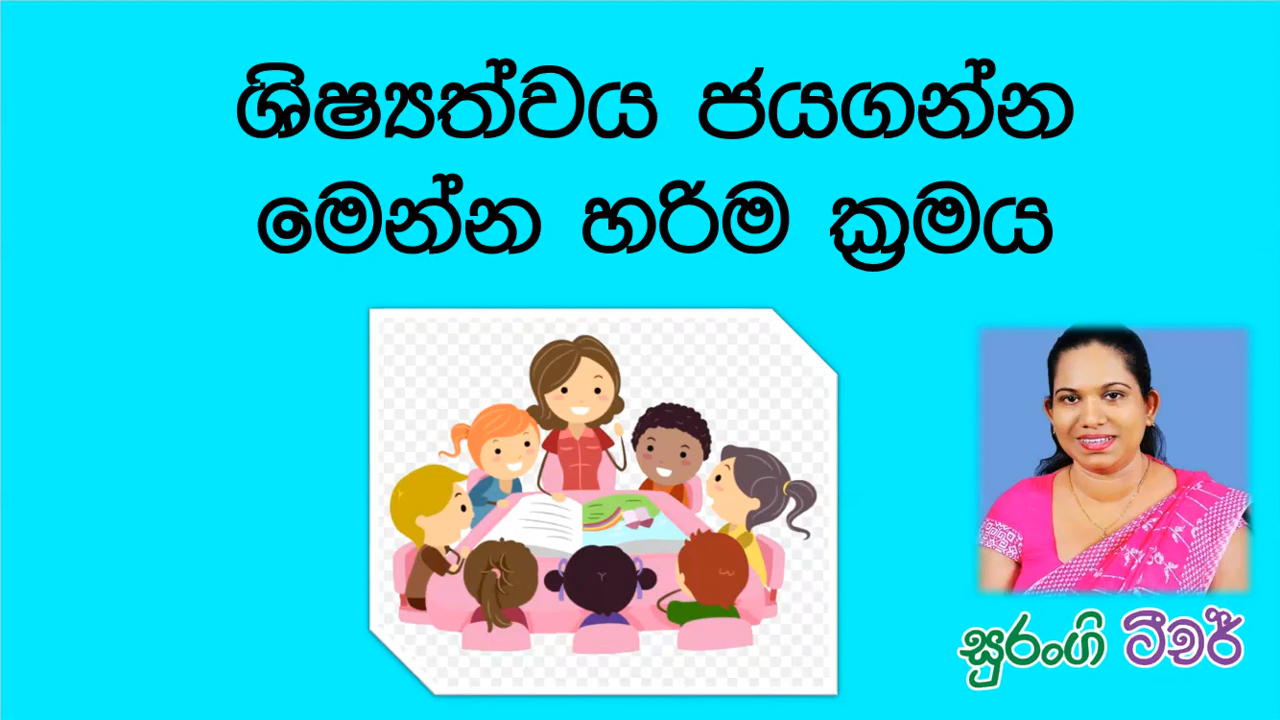 ශිෂ්‍යත්වය ජයගන්න
මෙන්න හරිම ක්‍රමය
සුරංගි ටීචර්